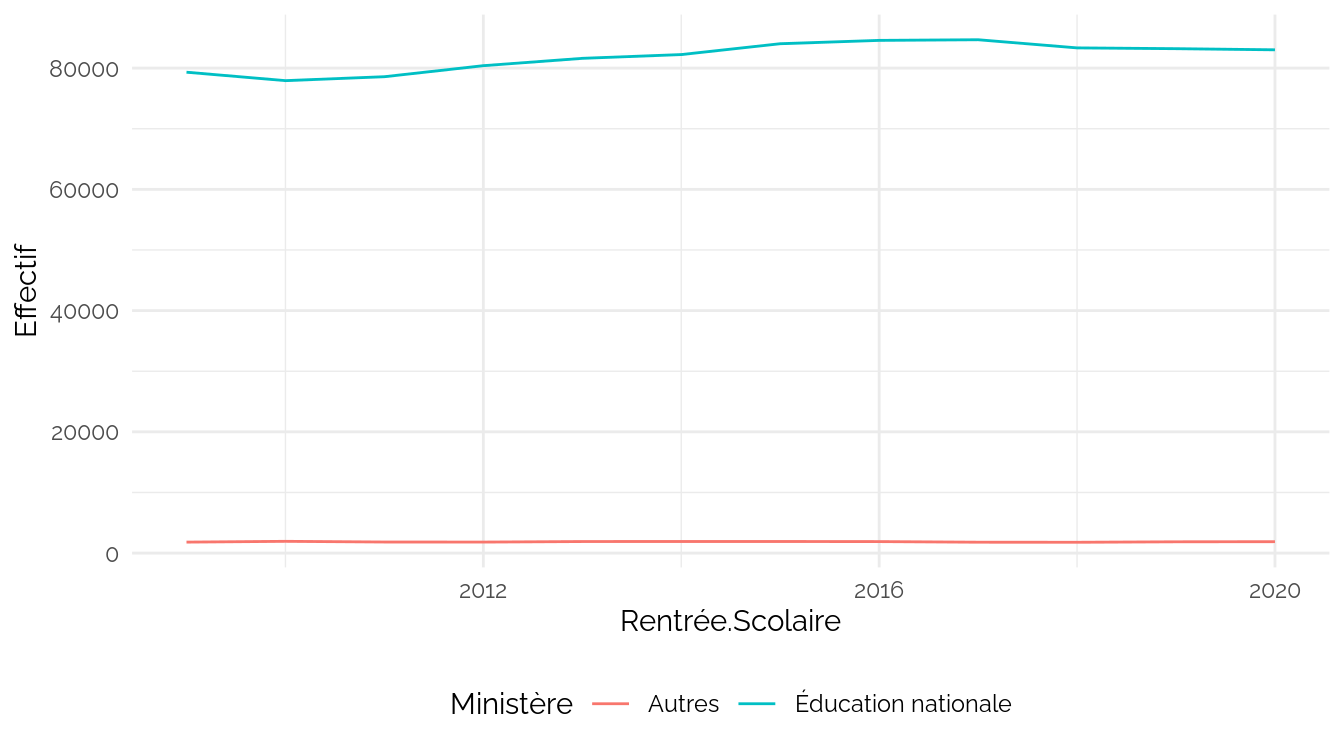 80000
60000
40000
20000
0
Effectif
2012 2016 2020
Rentrée.Scolaire
Ministère Autres Éducation nationale